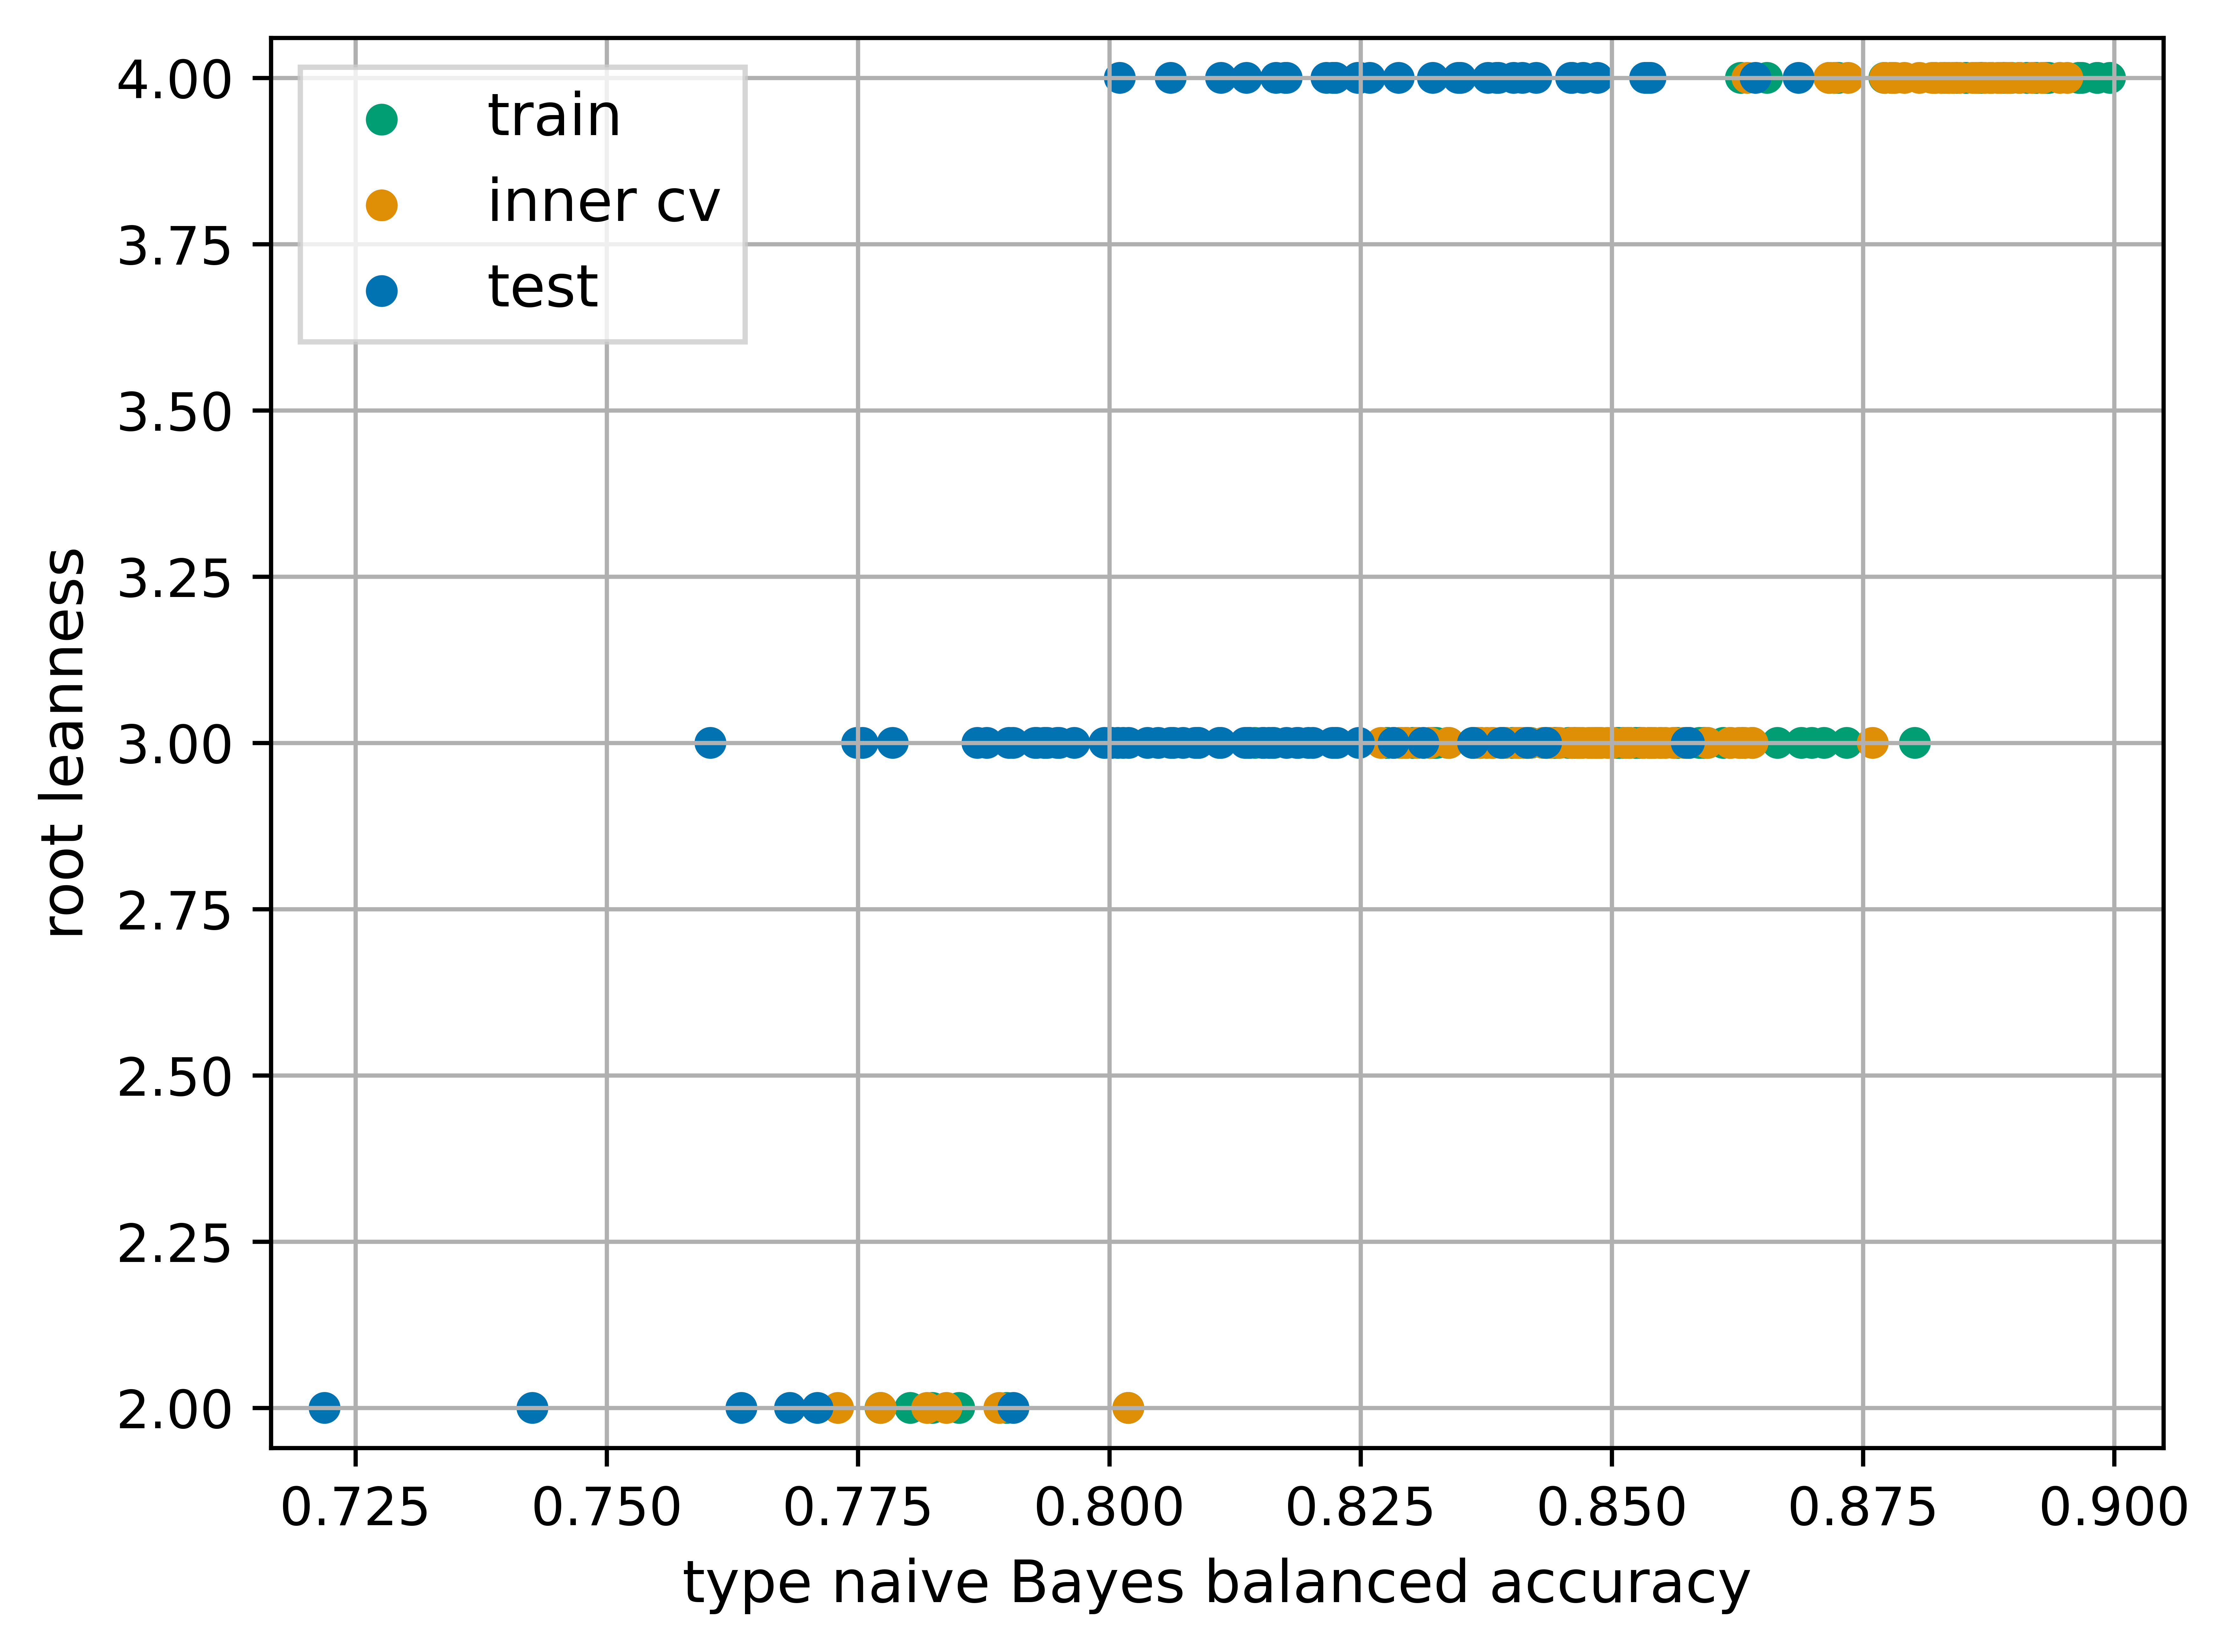 4.00
3.75
3.50
3.25
3.00
2.75
2.50
2.25
2.00
root leanness
train
inner cv
test
0.725 0.750 0.775 0.800 0.825 0.850 0.875 0.900
type naive Bayes balanced accuracy